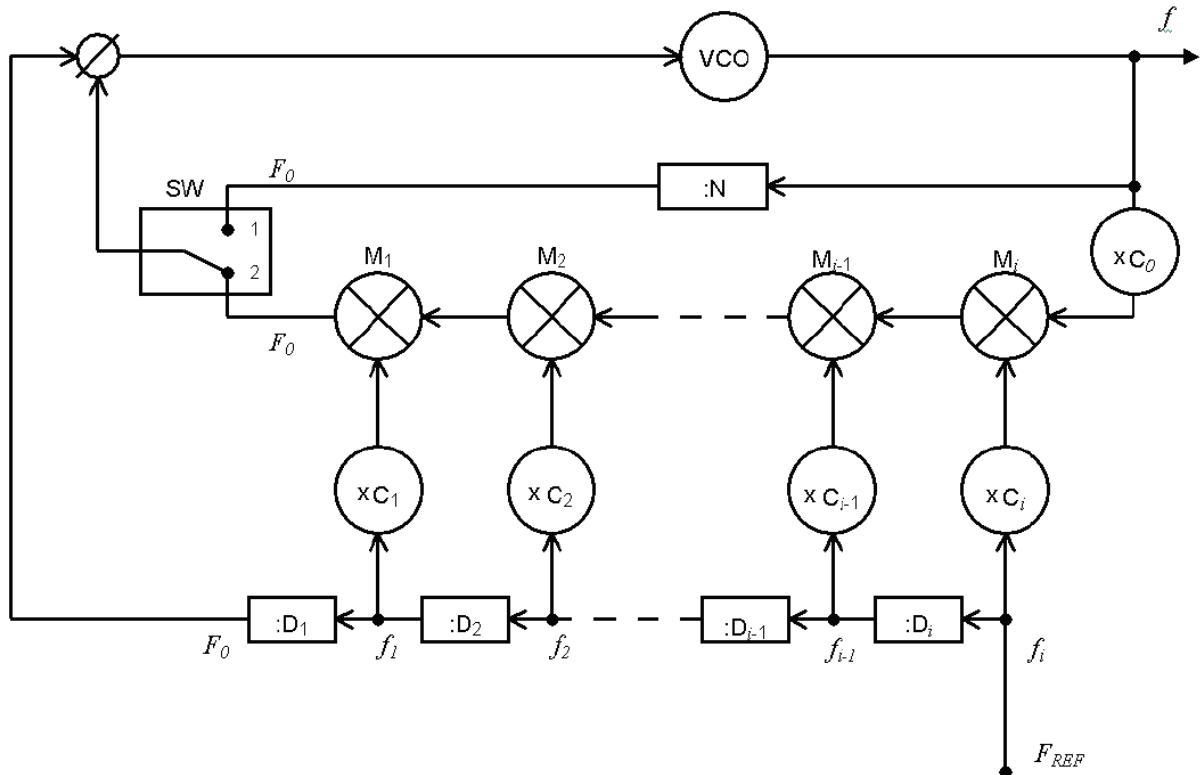 f
VCO
F0
:N
SW
1
2
xC0
M1
M2
Mi-1
Mi
F0
xC1
xC2
xCi-1
xCi
:D1
:D2
:Di-1
:Di
F0
f1
f2
fi-1
fi
FREF